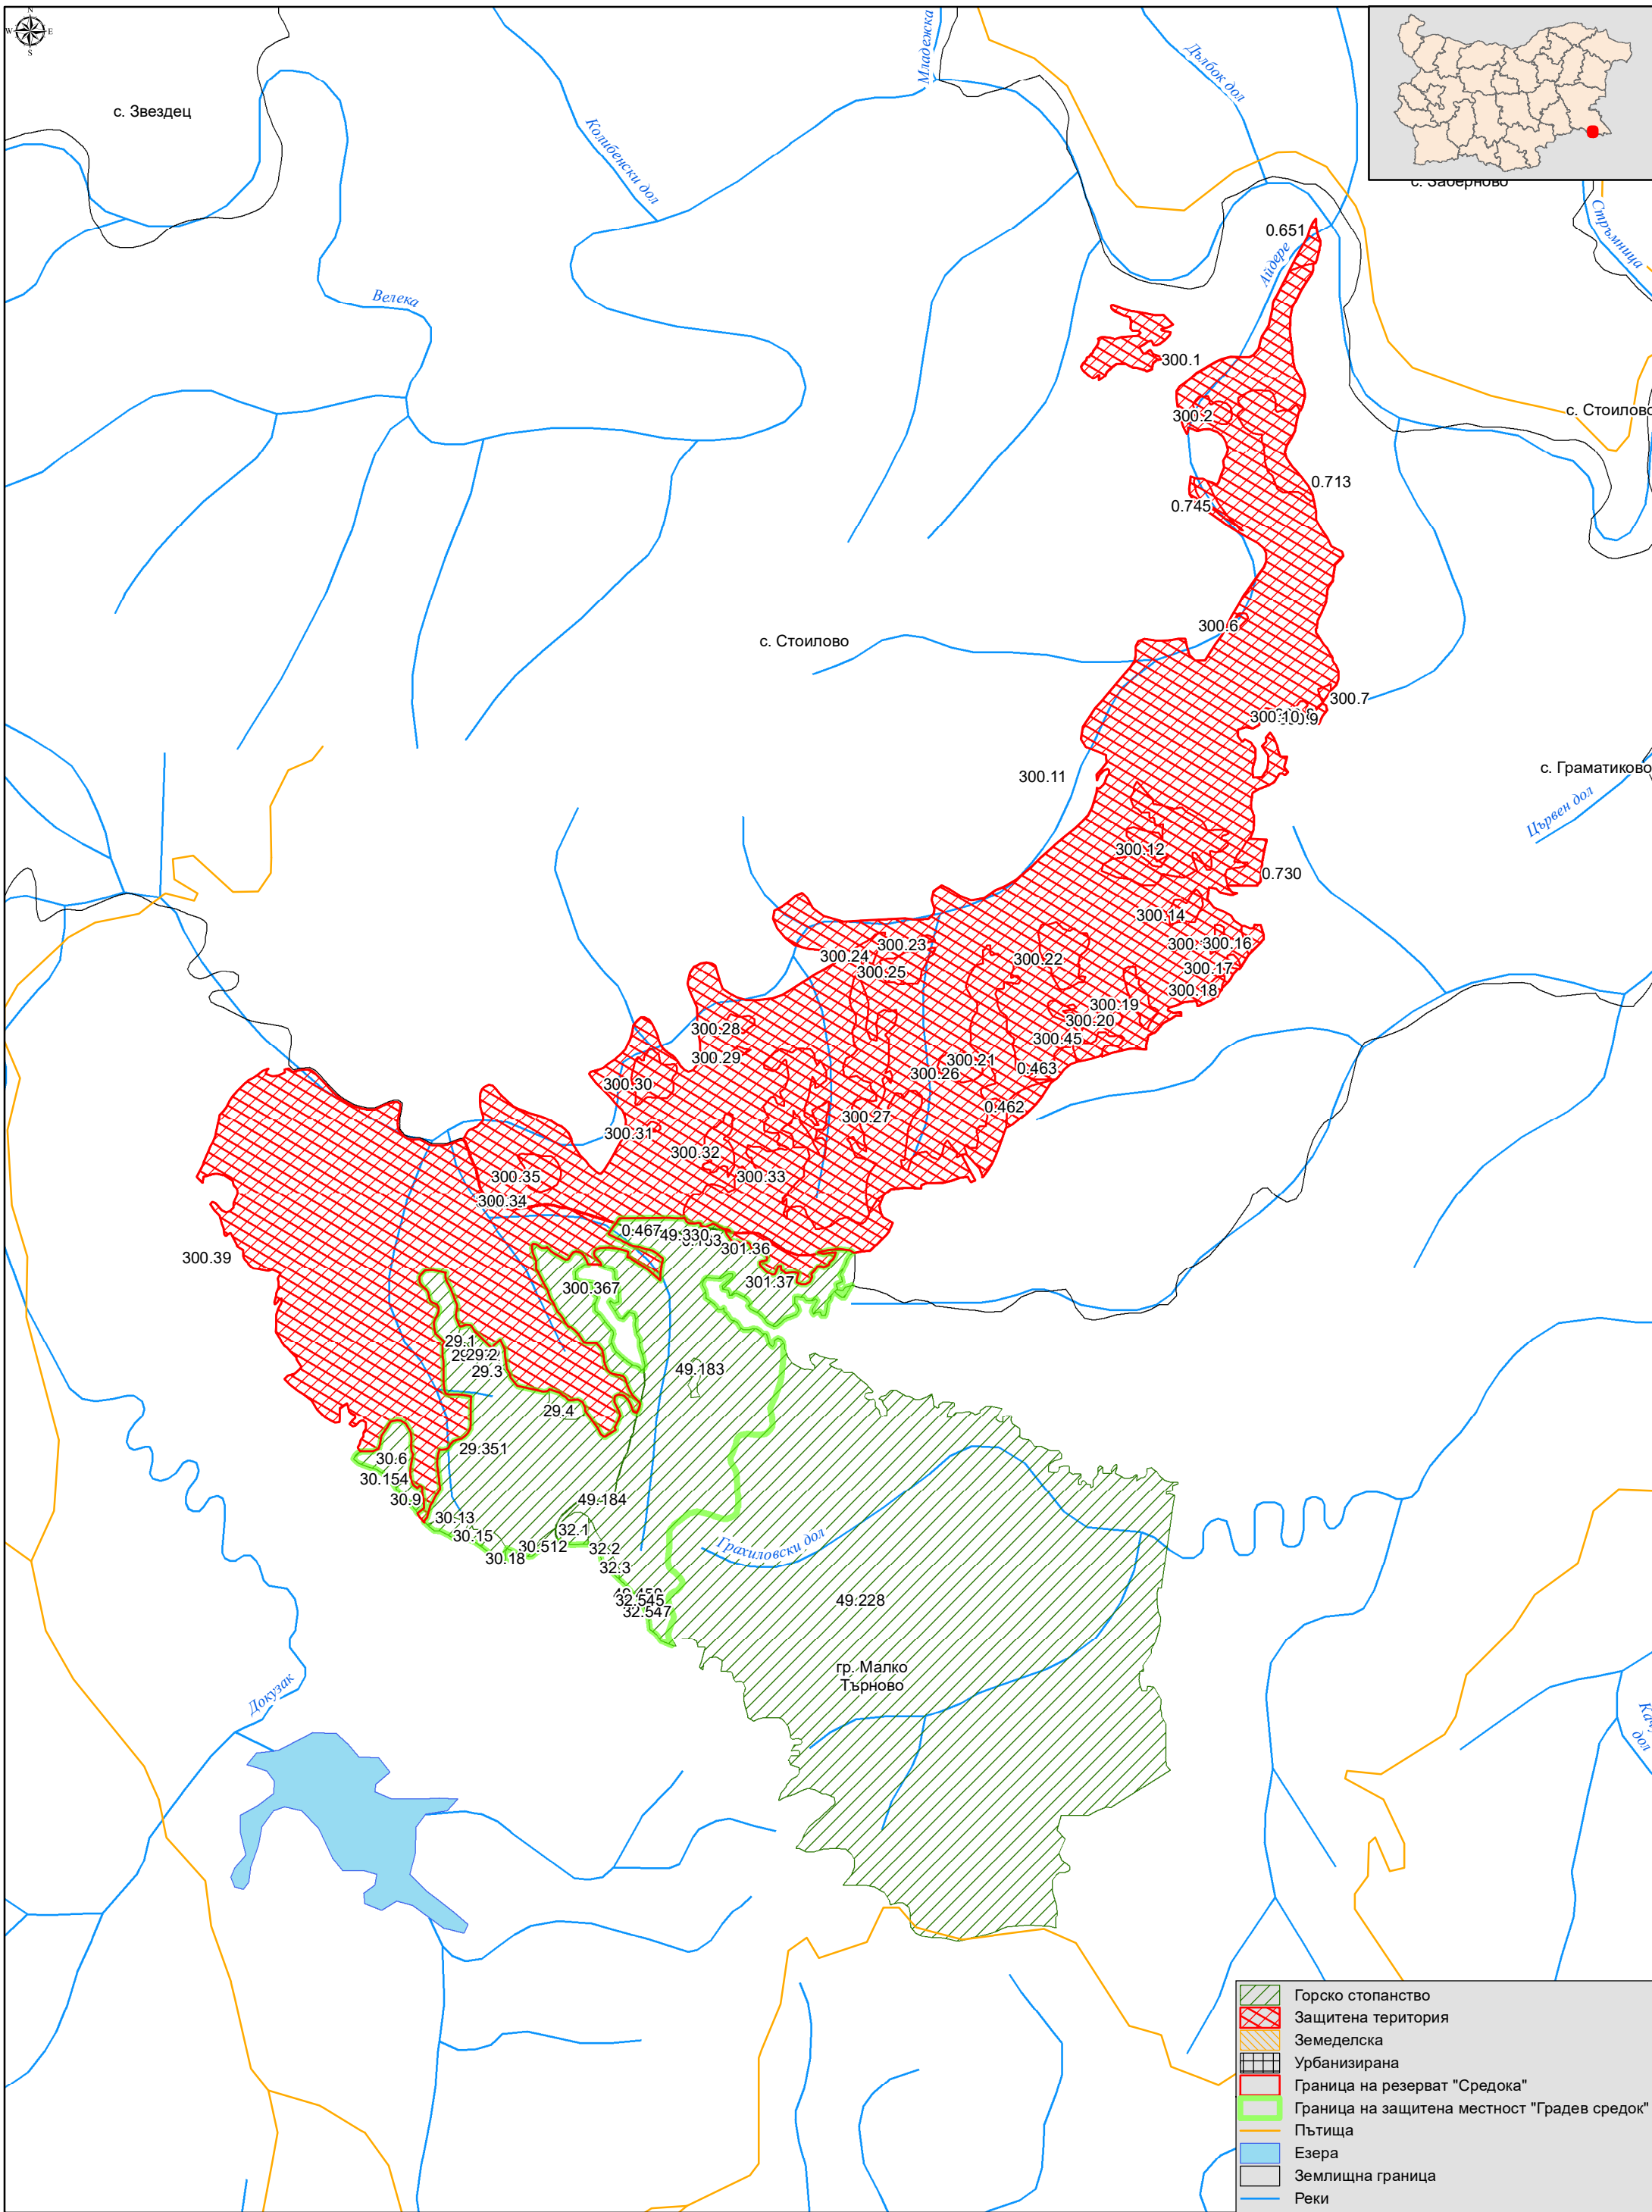 N
W E
S
с. Звездец
Младежка
Дълбок дол
Колибенски дол
с. Заберново
Стръмница
0.651
Айдере
Велека
300.1
с. Стоилово
300.2
0.713
0.745
300.6
с. Стоилово
300.7
300.10
с. Граматиково
300.11
Цървен дол
300.12
0.730
300.14
300.16
300.23
300.24
300.22
300.25
300.17
300.18
300.19
300.20
300.28
300.45
300.29
300.21
0.463
300.26
300.30
0.462
300.27
300.31
300.32
300.33
300.35
300.34
0.467
301.36
300.39
301.37
300.367
29.1
29.2
29.3
49.183
29.4
29.351
30.6
30.154
30.9
49.184
30.13
32.1
30.15
30.512
32.2
Грахиловски дол
30.18
32.3
32.545
32.547
49.228
гр. Малко
Търново
Докузак
дол
Горско стопанство
Защитена територия
Земеделска
Урбанизирана
Граница на резерват "Средока"
Граница на защитена местност "Градев средок"
Пътища
Езера
Землищна граница
Реки